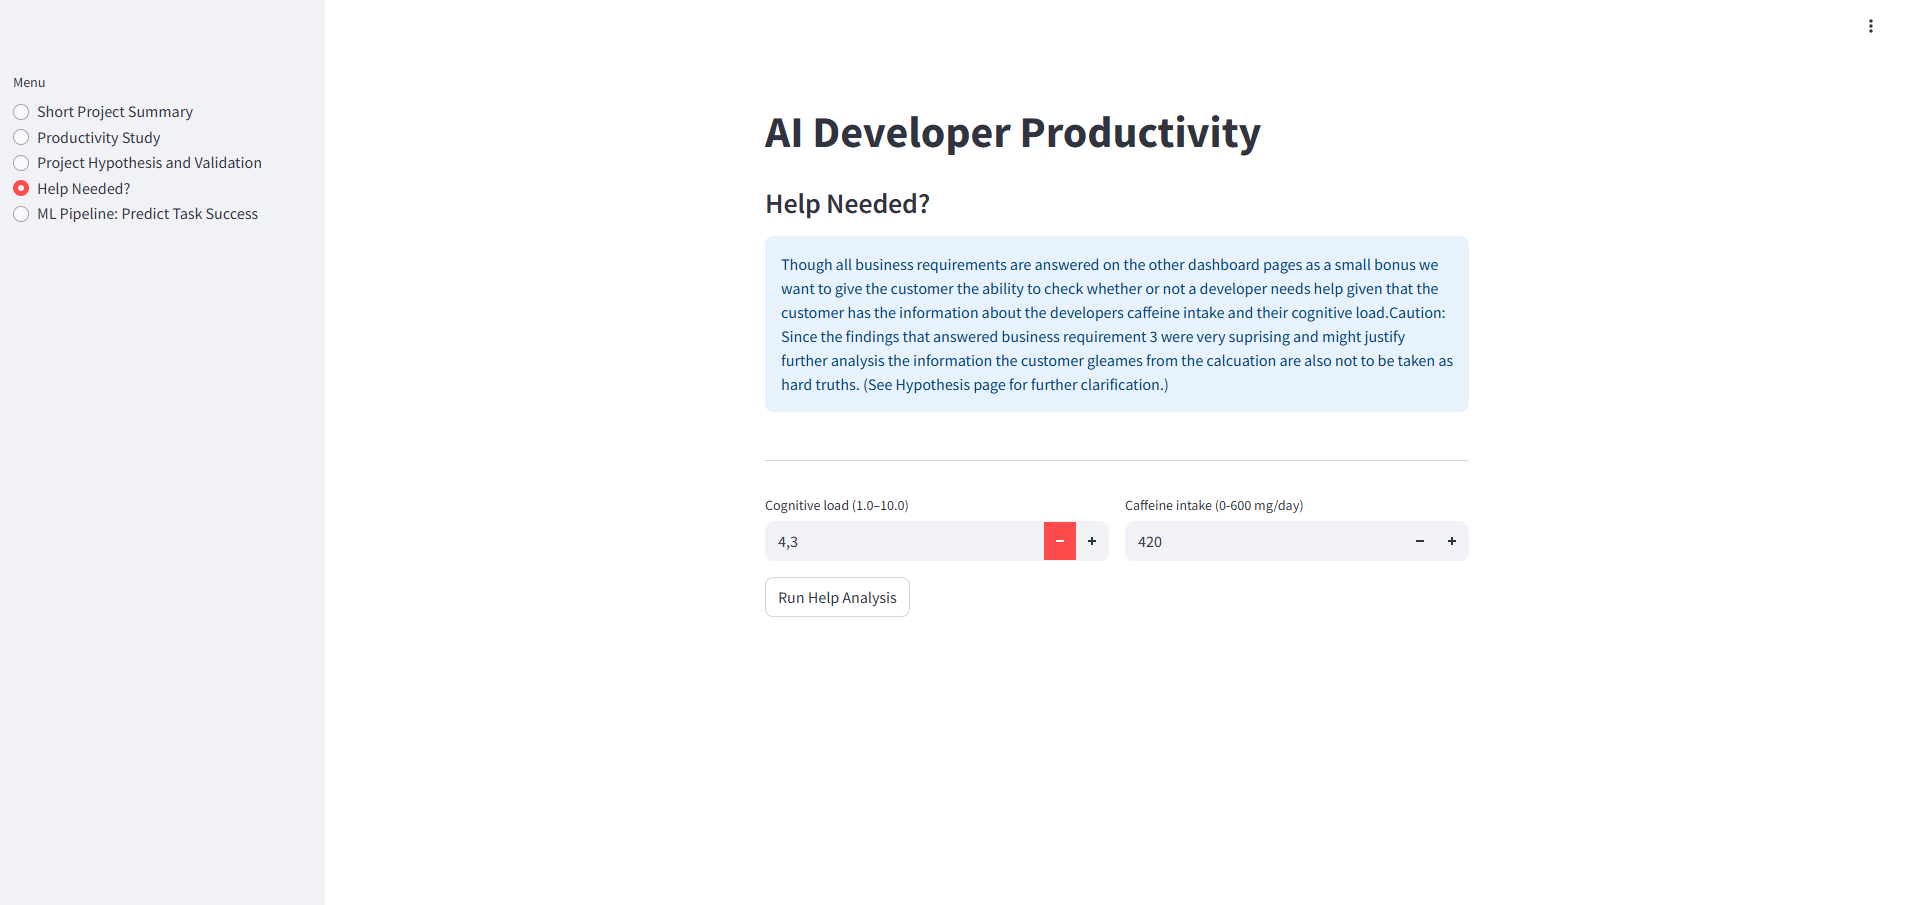 Menu
Short Project Summary
Productivity Study
Project Hypothesis and Validation
Help Needed?
ML Pipeline: Predict Task Success
AI Developer Productivity
Help Needed?
Though all business requirements are answered on the other dashboard pages as a small bonus we
want to give the customer the ability to check whether or not a developer needs help given that the
customer has the information about the developers caffeine intake and their cognitive load.Caution:
Since the findings that answered business requirement 3 were very suprising and might justify
further analysis the information the customer gleames from the calcuation are also not to be taken as
hard truths. (See Hypothesis page for further clarification.)
Cognitive load (1.0–10.0)
4,3
Caffeine intake (0-600 mg/day)
420
Run Help Analysis